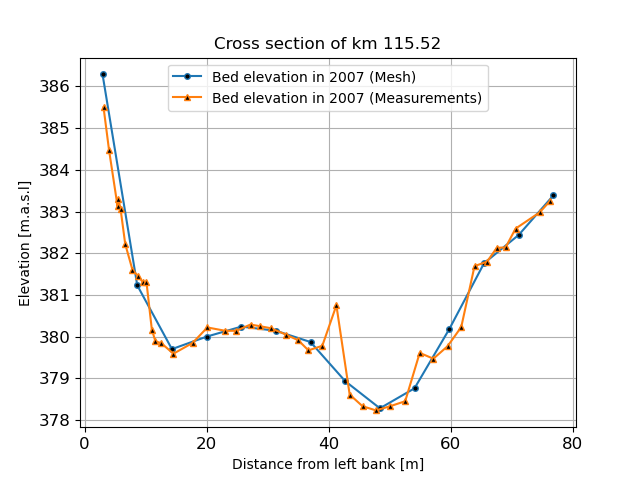 Cross section of km 115.52
Bed elevation in 2007 (Mesh)
Bed elevation in 2007 (Measurements)
Elevation [m.a.s.l]
386
385
384
383
382
381
380
379
378
0 20 40 60 80
Distance from left bank [m]